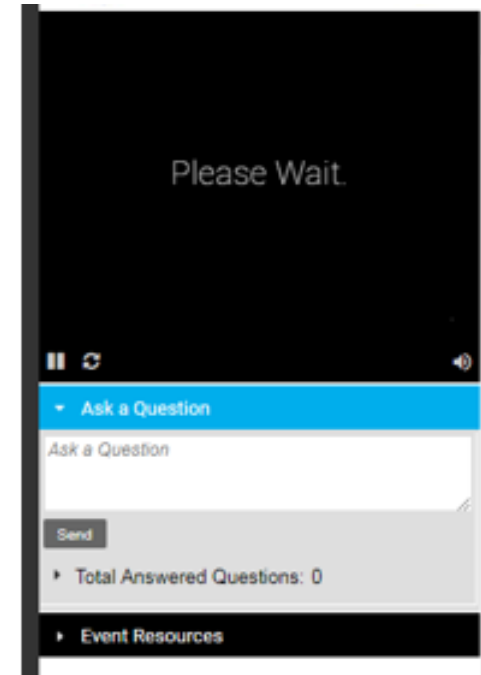 Please Wait.
Ask a Question
Ask a Question
Send
Total Answered Questions: 0
Event Resources